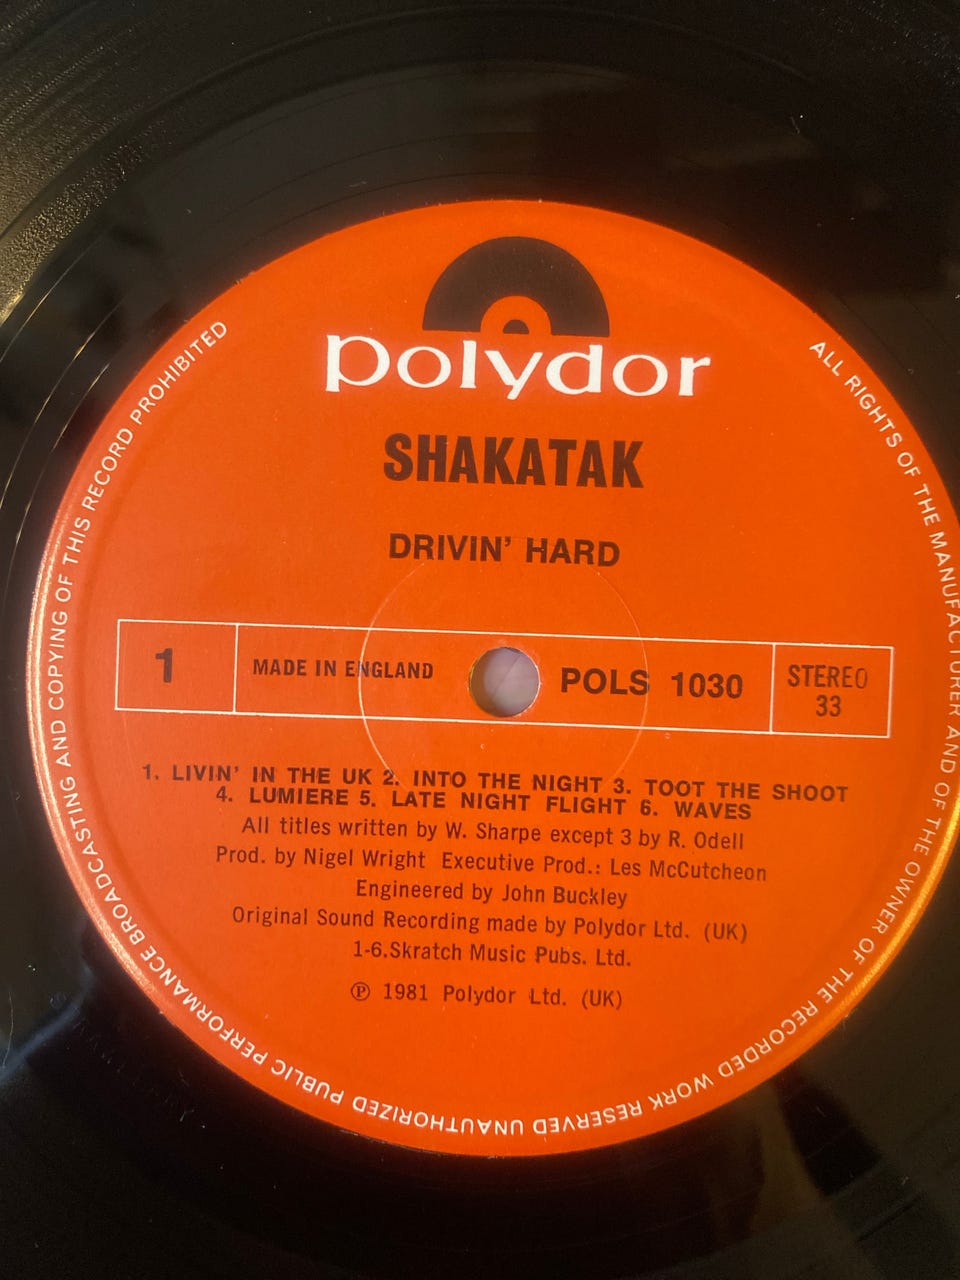 polydor
SHAKATAK
DRIVIN' HARD
1
MADE IN ENGLAND
POLS 1030
STEREO
33
1. LIVIN' IN THE UK 2. INTO THE NIGHT 3. TOOT THE SHOOT
4. LUMIERE 5. LATE NIGHT FLIGHT 6. WAVES
All titles written by W. Sharpe except 3 by R. Odell
Prod. by Nigel Wright Executive Prod.: Les McCutcheon
Engineered by John Buckley
Original Sound Recording made by Polydor Ltd. (UK)
1-6.Skratch Music Pubs. Ltd.
℗ 1981 Polydor Ltd. (UK)
ALL RIGHTS OF THE MANUFACTURER AND OF THE OWNER OF THE RECORDED WORK RESERVED UNAUTHORIZED PUBLIC PERFORMANCE BROADCASTING AND COPYING OF THIS RECORD PROHIBITED